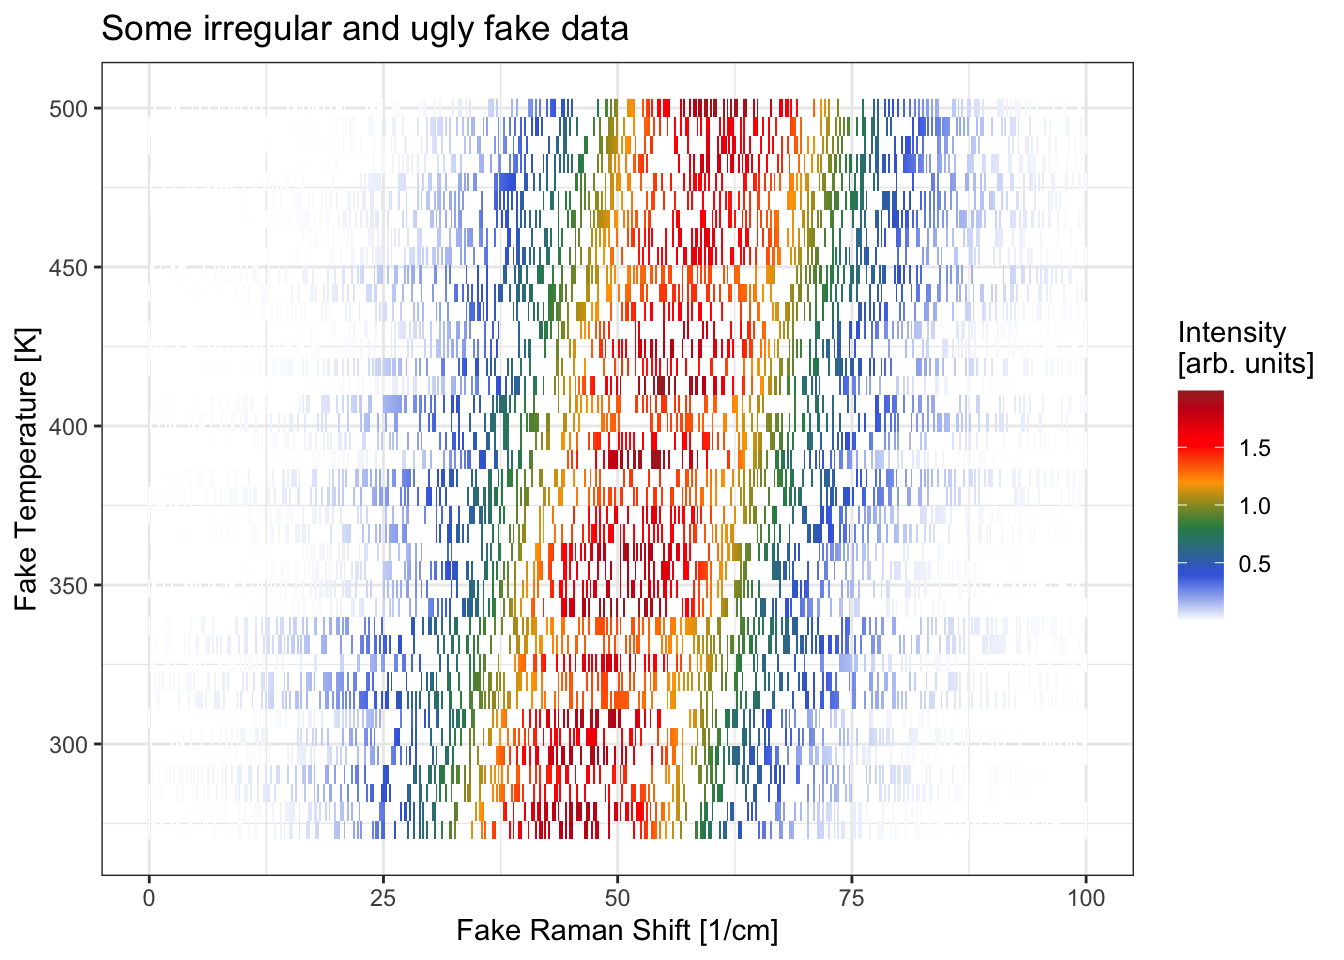 Some irregular and ugly fake data
500
450
400
350
300
Fake Temperature [K]
0 25 50 75 100
Fake Raman Shift [1/cm]
Intensity
[arb. units]
1.5
1.0
0.5